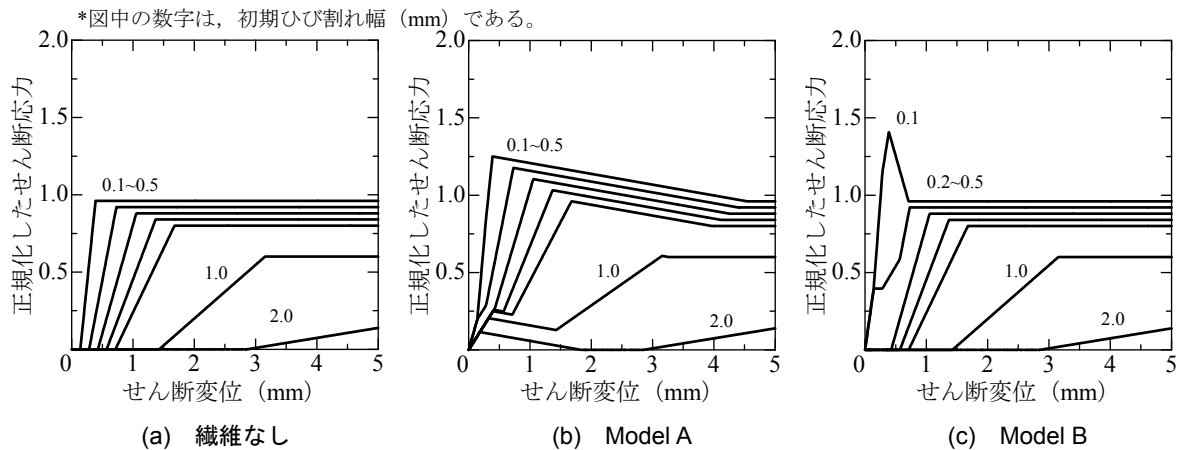 *図中の数字は，初期ひび割れ幅（mm）である。
正規化したせん断応力
2.0
1.5
1.0
0.5
0.1~0.5
1.0
2.0
0 1 2 3 4 5
せん断変位（mm）
(a) 繊維なし
正規化したせん断応力
2.0
1.5
1.0
0.5
0.1~0.5
1.0
2.0
0 1 2 3 4 5
せん断変位（mm）
(b) Model A
正規化したせん断応力
2.0
1.5
1.0
0.5
0.1
0.2~0.5
1.0
2.0
0 1 2 3 4 5
せん断変位（mm）
(c) Model B